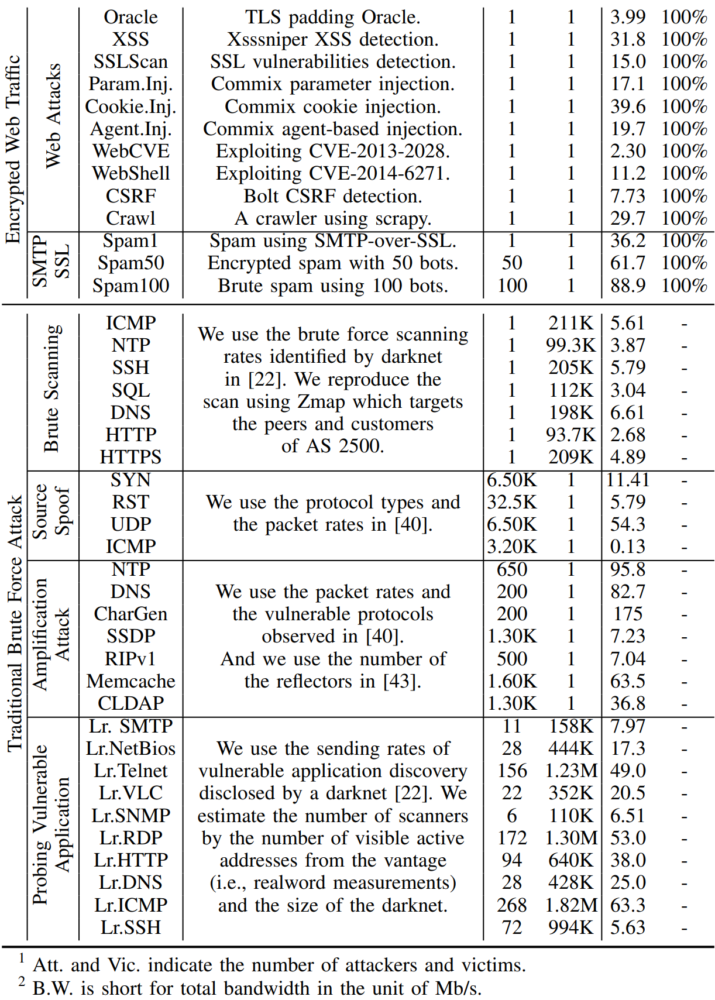 Encrypted Web Traffic
Web Attacks
Oracle TLS padding Oracle. 1 1 3.99 100%
XSS Xsssniper XSS detection. 1 1 31.8 100%
SSLScan SSL vulnerabilities detection. 1 1 15.0 100%
Param.Inj. Commix parameter injection. 1 1 17.1 100%
Cookie.Inj. Commix cookie injection. 1 1 39.6 100%
Agent.Inj. Commix agent-based injection. 1 1 19.7 100%
WebCVE Exploiting CVE-2013-2028. 1 1 2.30 100%
WebShell Exploiting CVE-2014-6271. 1 1 11.2 100%
CSRF Bolt CSRF detection. 1 1 7.73 100%
Crawl A crawler using scrapy. 1 1 29.7 100%
SMTP
SSL
Spam1 Spam using SMTP-over-SSL. 1 1 36.2 100%
Spam50 Encrypted spam with 50 bots. 50 1 61.7 100%
Spam100 Brute spam using 100 bots. 100 1 88.9 100%
Traditional Brute Force Attack
Brute Scanning
We use the brute force scanning
rates identified by darknet
in [22]. We reproduce the
scan using Zmap which targets
the peers and customers
of AS 2500.
ICMP 1 211K 5.61 -
NTP 1 99.3K 3.87 -
SSH 1 205K 5.79 -
SQL 1 112K 3.04 -
DNS 1 198K 6.61 -
HTTP 1 93.7K 2.68 -
HTTPS 1 209K 4.89 -
Source
Spoof
We use the protocol types and
the packet rates in [40].
SYN 6.50K 1 11.41 -
RST 32.5K 1 5.79 -
UDP 6.50K 1 54.3 -
ICMP 3.20K 1 0.13 -
Amplification
Attack
We use the packet rates and
the vulnerable protocols
observed in [40].
And we use the number of
the reflectors in [43].
NTP 650 1 95.8 -
DNS 200 1 82.7 -
CharGen 200 1 175 -
SSDP 1.30K 1 7.23 -
RIPv1 500 1 7.04 -
Memcache 1.60K 1 63.5 -
CLDAP 1.30K 1 36.8 -
Probing Vulnerable
Application
We use the sending rates of
vulnerable application discovery
disclosed by a darknet [22]. We
estimate the number of scanners
by the number of visible active
addresses from the vantage
(i.e., realword measurements)
and the size of the darknet.
Lr. SMTP 11 158K 7.97 -
Lr.NetBios 28 444K 17.3 -
Lr.Telnet 156 1.23M 49.0 -
Lr.VLC 22 352K 20.5 -
Lr.SNMP 6 110K 6.51 -
Lr.RDP 172 1.30M 53.0 -
Lr.HTTP 94 640K 38.0 -
Lr.DNS 28 428K 25.0 -
Lr.ICMP 268 1.82M 63.3 -
Lr.SSH 72 994K 5.63 -
1 Att. and Vic. indicate the number of attackers and victims.
2 B.W. is short for total bandwidth in the unit of Mb/s.